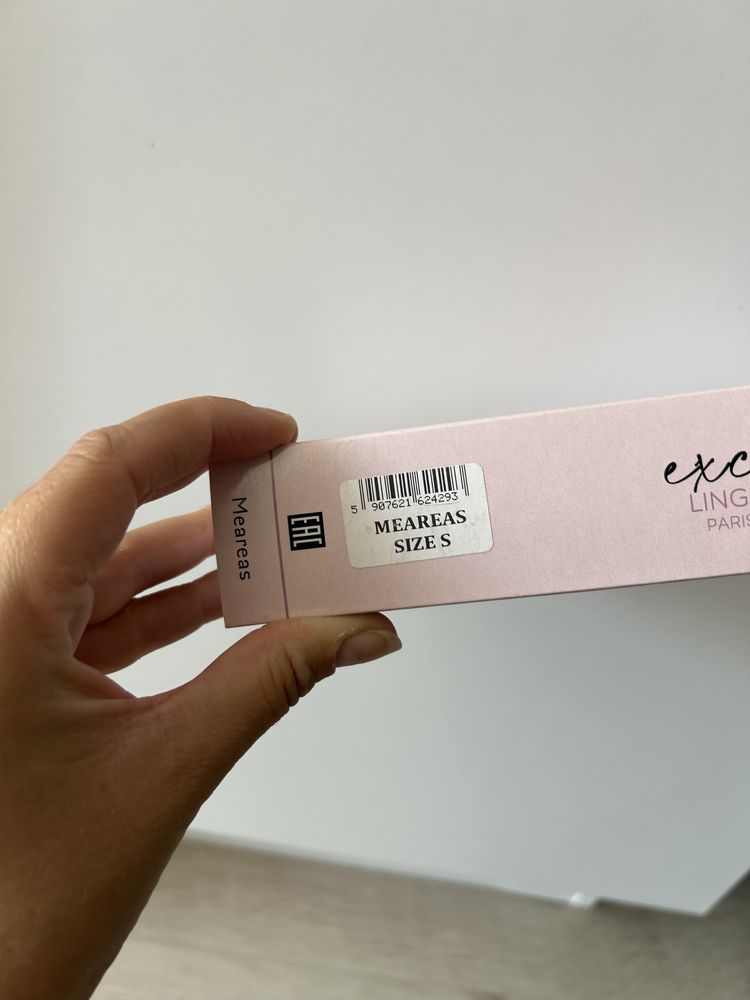 Meareas
EAC
5 907621 624293
MEAREAS
SIZE S
exc
LING
PARIS